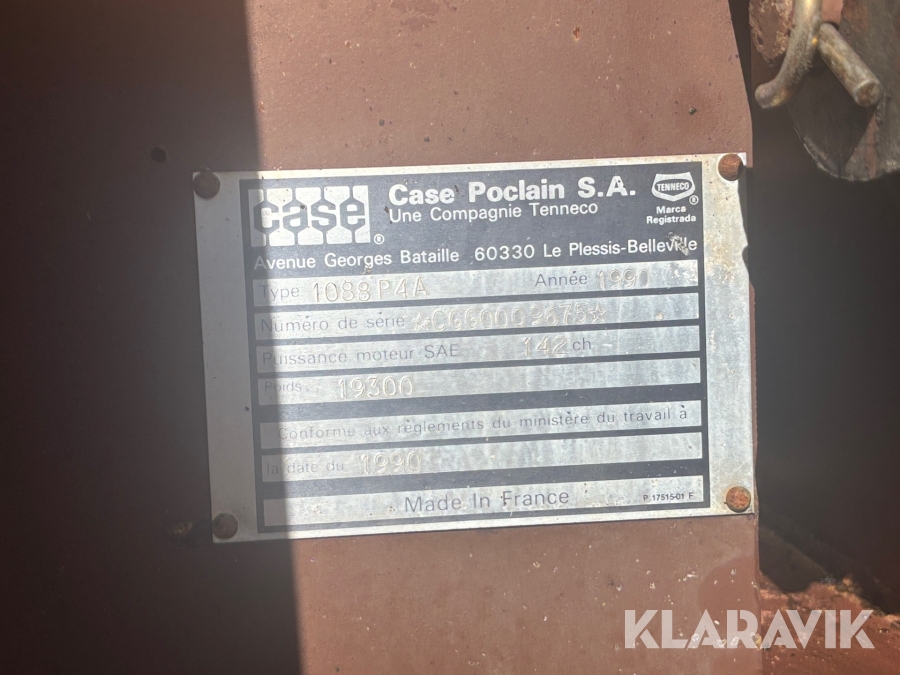 case ®
Case Poclain S.A.
Une Compagnie Tenneco
TENNECO ®
Marca
Registrada
Avenue Georges Bataille 60330 Le Plessis-Belleville
Type 1088 P4A Année
Numéro de série
Puissance moteur SAE 142 ch
Poids 19300
Conforme aux règlements du ministère du travail à
la date du 1990
Made In France
P 17515-01 F
KLARAVIK